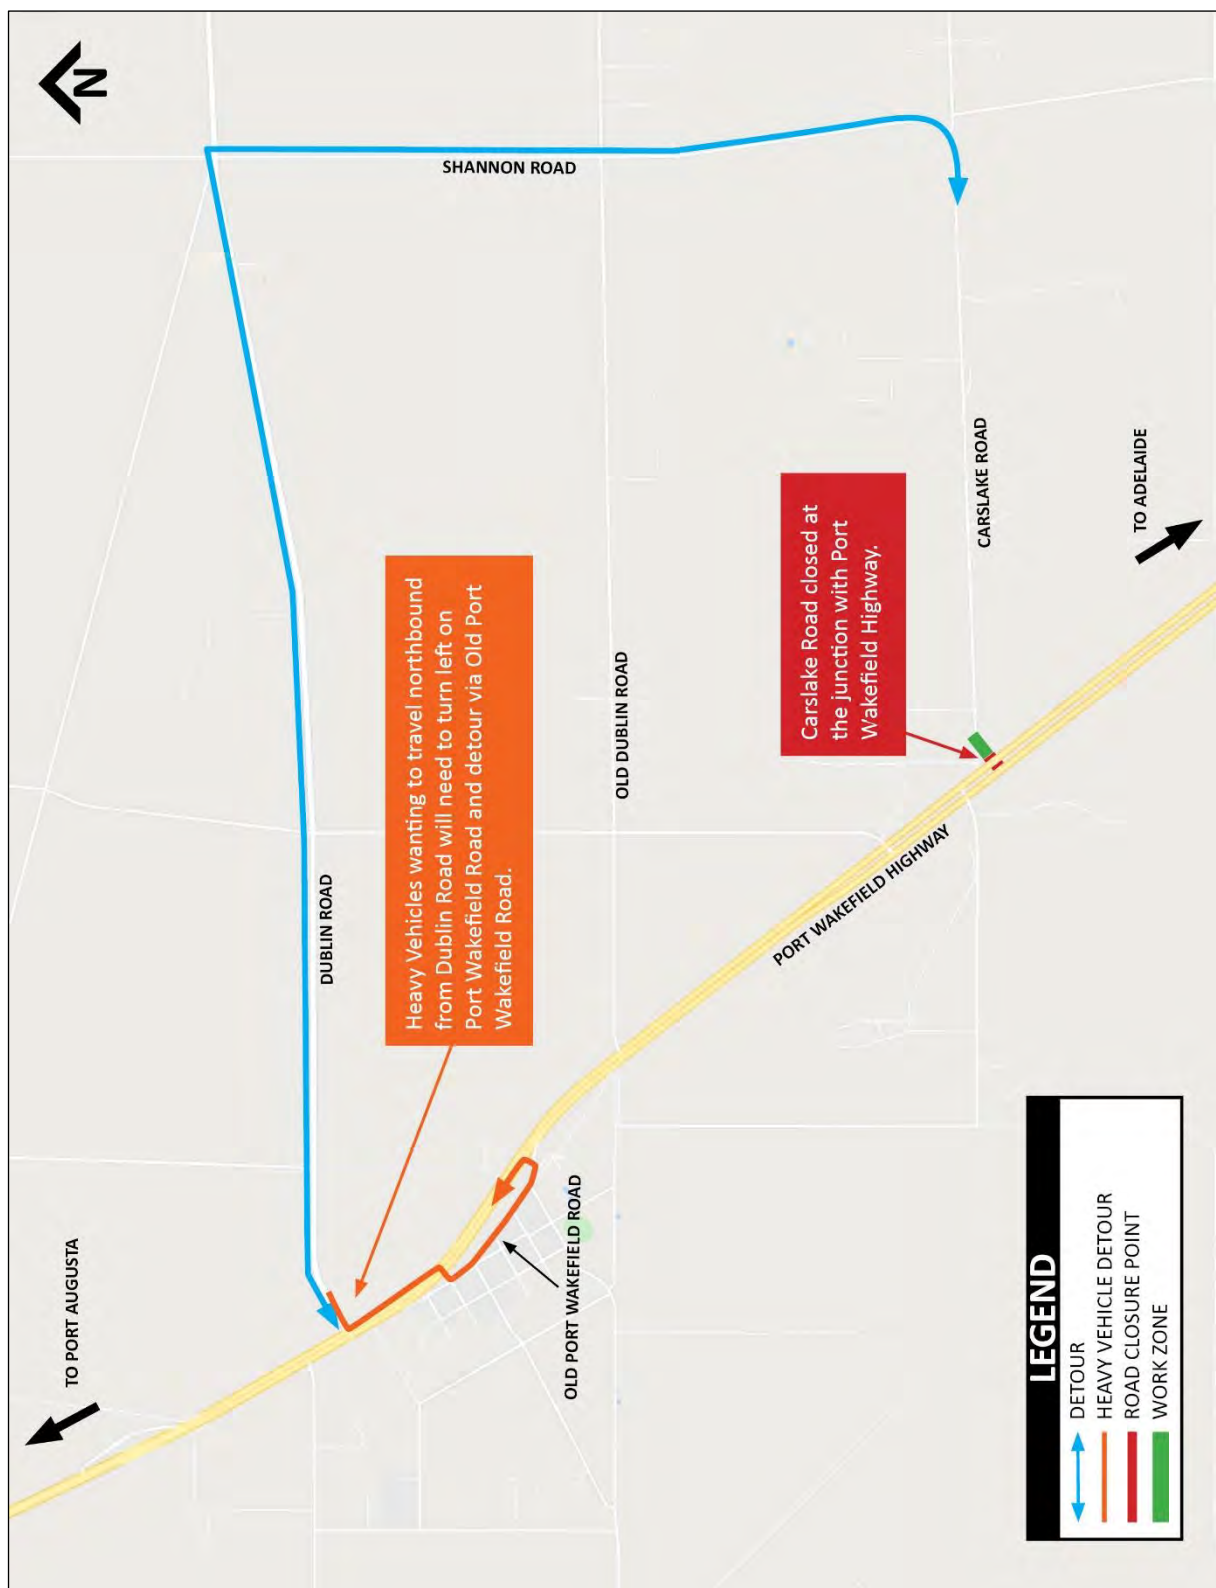 N
SHANNON ROAD
DUBLIN ROAD
Heavy Vehicles wanting to travel northbound
from Dublin Road will need to turn left on
Port Wakefield Road and detour via Old Port
Wakefield Road.
OLD DUBLIN ROAD
Carslake Road closed at
the junction with Port
Wakefield Highway.
CARSLAKE ROAD
TO ADELAIDE
PORT WAKEFIELD HIGHWAY
TO PORT AUGUSTA
OLD PORT WAKEFIELD ROAD
LEGEND
DETOUR
HEAVY VEHICLE DETOUR
ROAD CLOSURE POINT
WORK ZONE